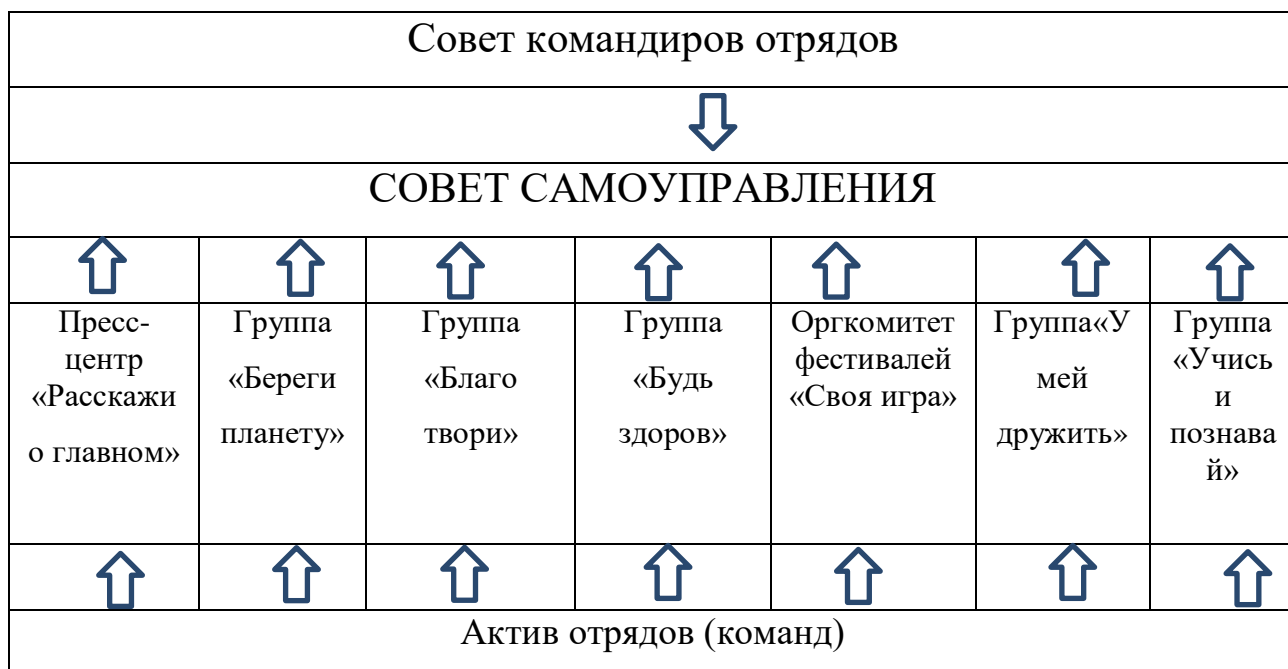 Совет командиров отрядов
СОВЕТ САМОУПРАВЛЕНИЯ
Пресс-
центр
«Расскажи
о главном»
Группа
«Береги
планету»
Группа
«Благо
твори»
Группа
«Будь
здоров»
Оргкомитет
фестивалей
«Своя игра»
Группа«У
мей
дружить»
Группа
«Учись
и
познава
й»
Актив отрядов (команд)